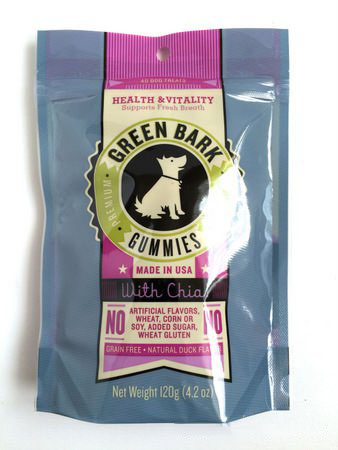 40 DOG TREATS
HEALTH & VITALITY
Supports Fresh Breath
GREEN BARK
PREMIUM
GUMMIES
MADE IN USA
With Chia
NO
ARTIFICIAL FLAVORS,
WHEAT, CORN OR
SOY, ADDED SUGAR,
WHEAT GLUTEN
NO
GRAIN FREE • NATURAL DUCK FLAVOR
Net Weight 120g (4.2 oz)